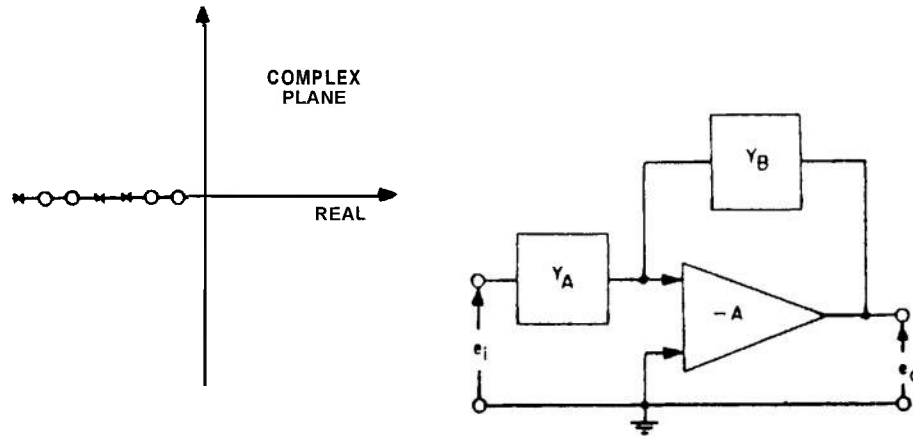 COMPLEX
PLANE
REAL
Y_B
Y_A
-A
e_i